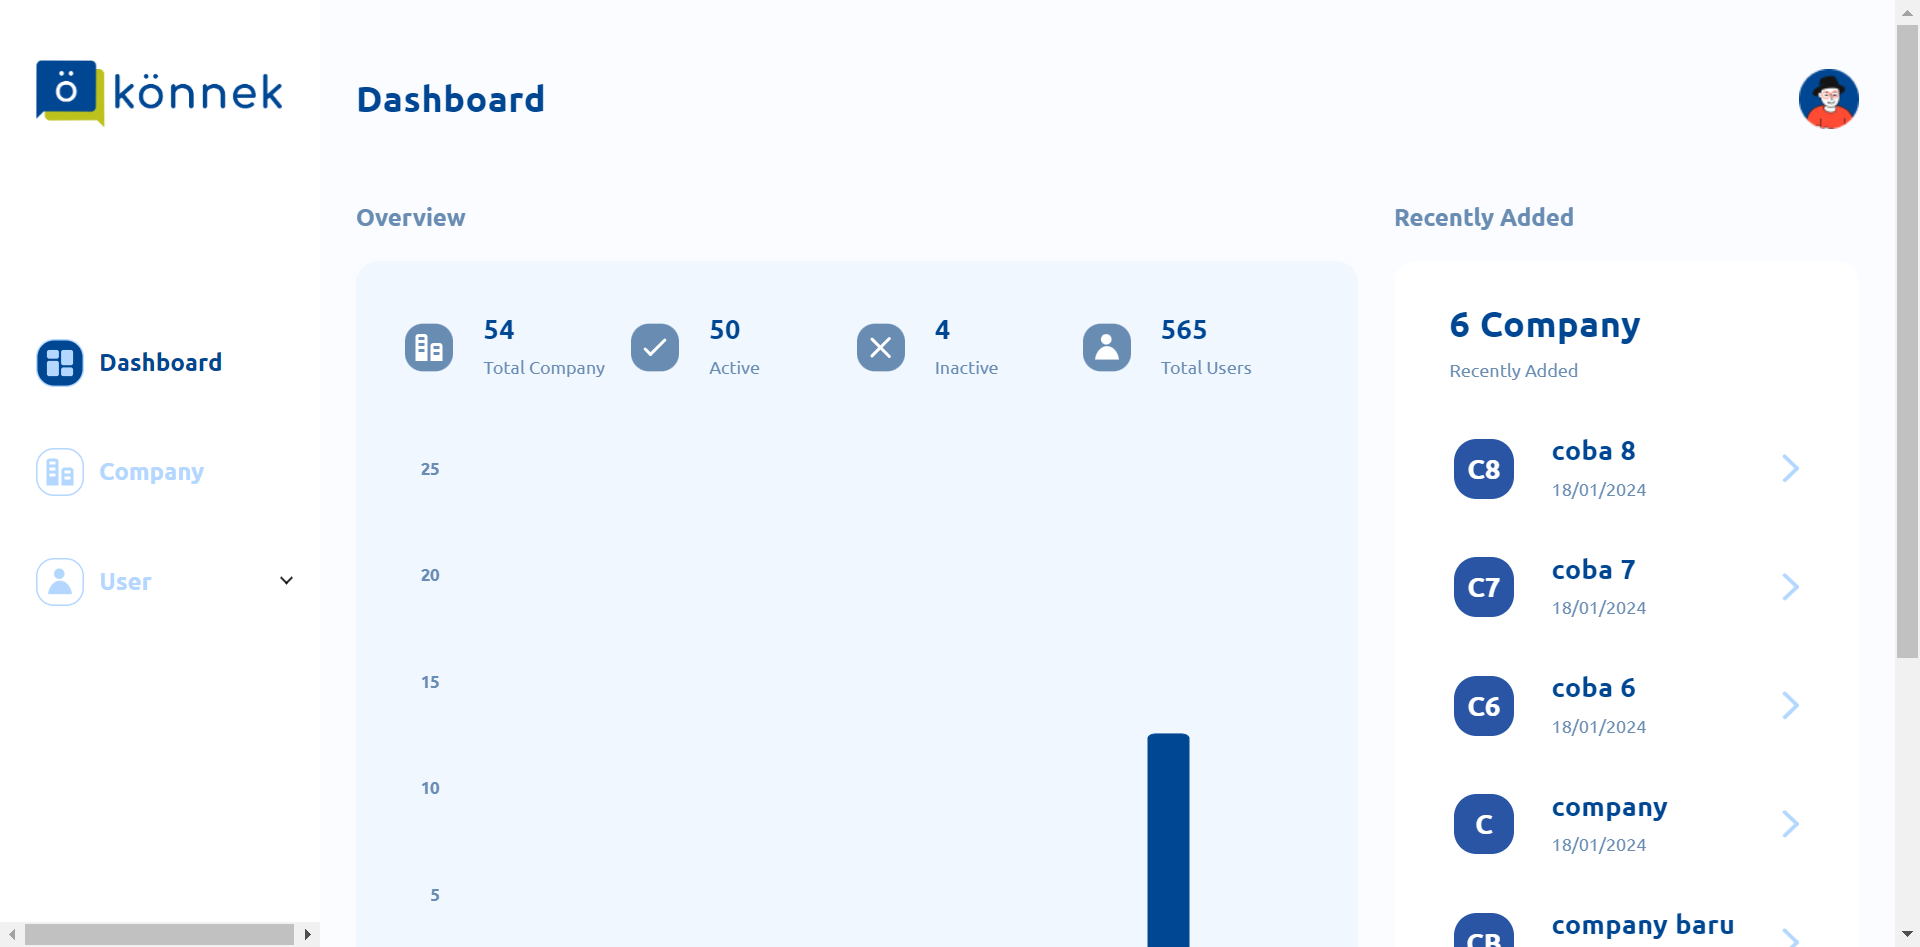 ö könnek
Dashboard
Dashboard
Company
User
Overview
54
Total Company
50
Active
4
Inactive
565
Total Users
25
20
15
10
5
Recently Added
6 Company
Recently Added
C8
coba 8
18/01/2024
C7
coba 7
18/01/2024
C6
coba 6
18/01/2024
C
company
18/01/2024
CB
company baru